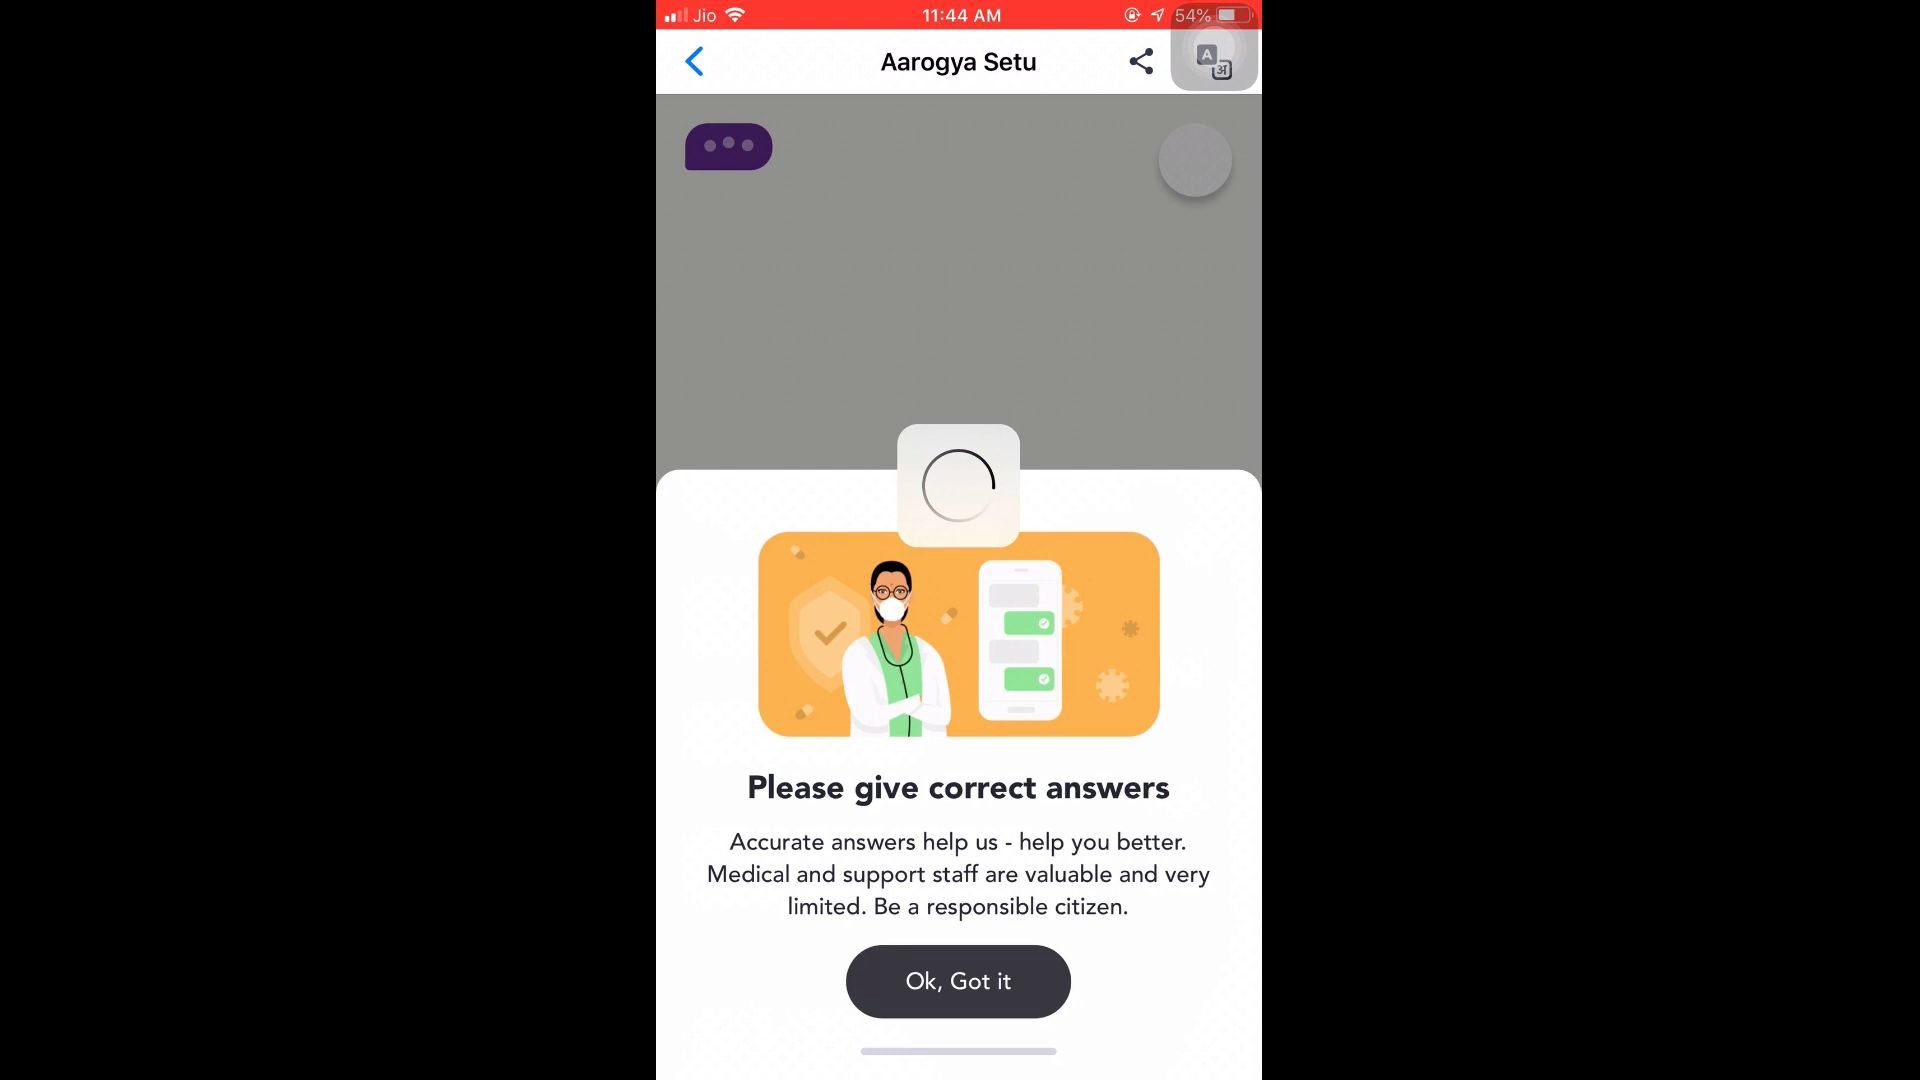 Jio 11:44 AM 54%
Aarogya Setu
A अ
Please give correct answers
Accurate answers help us - help you better.
Medical and support staff are valuable and very
limited. Be a responsible citizen.
Ok, Got it